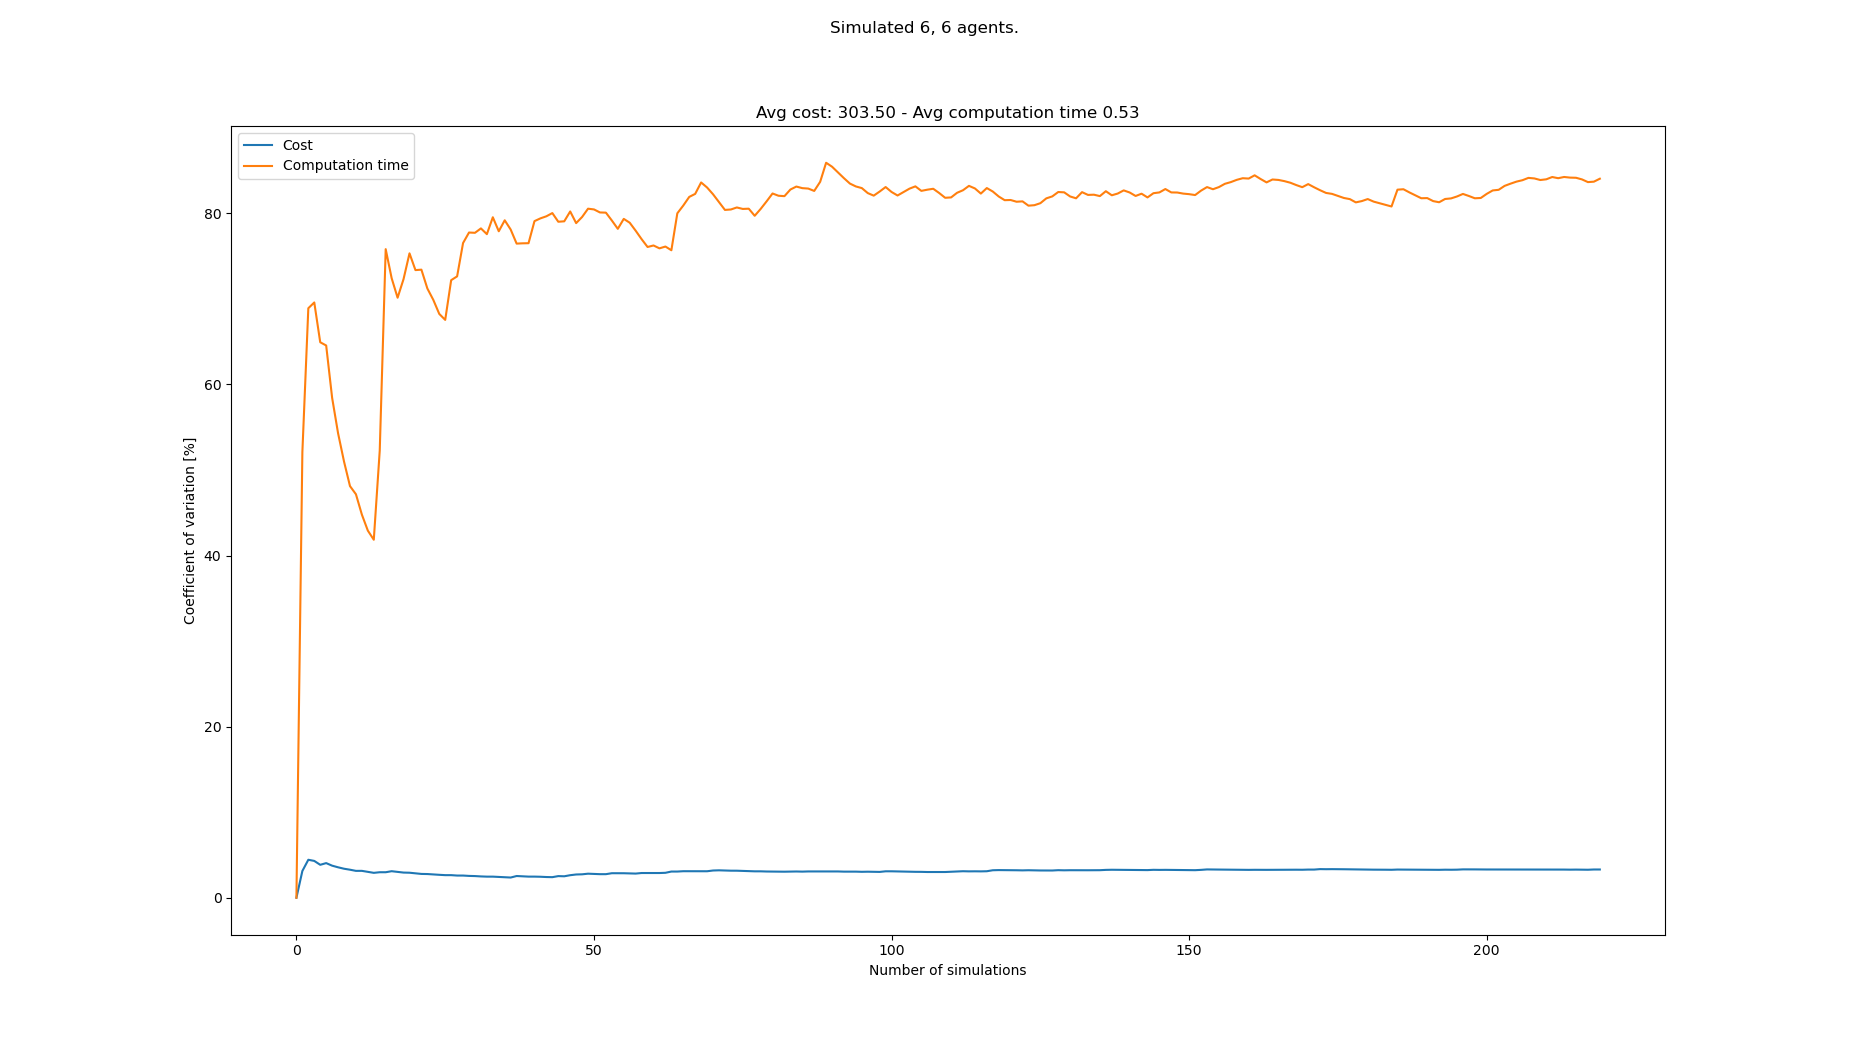 Simulated 6, 6 agents.
Avg cost: 303.50 - Avg computation time 0.53
Cost
Computation time
80
60
40
20
0
Coefficient of variation [%]
0
50
100
150
200
Number of simulations